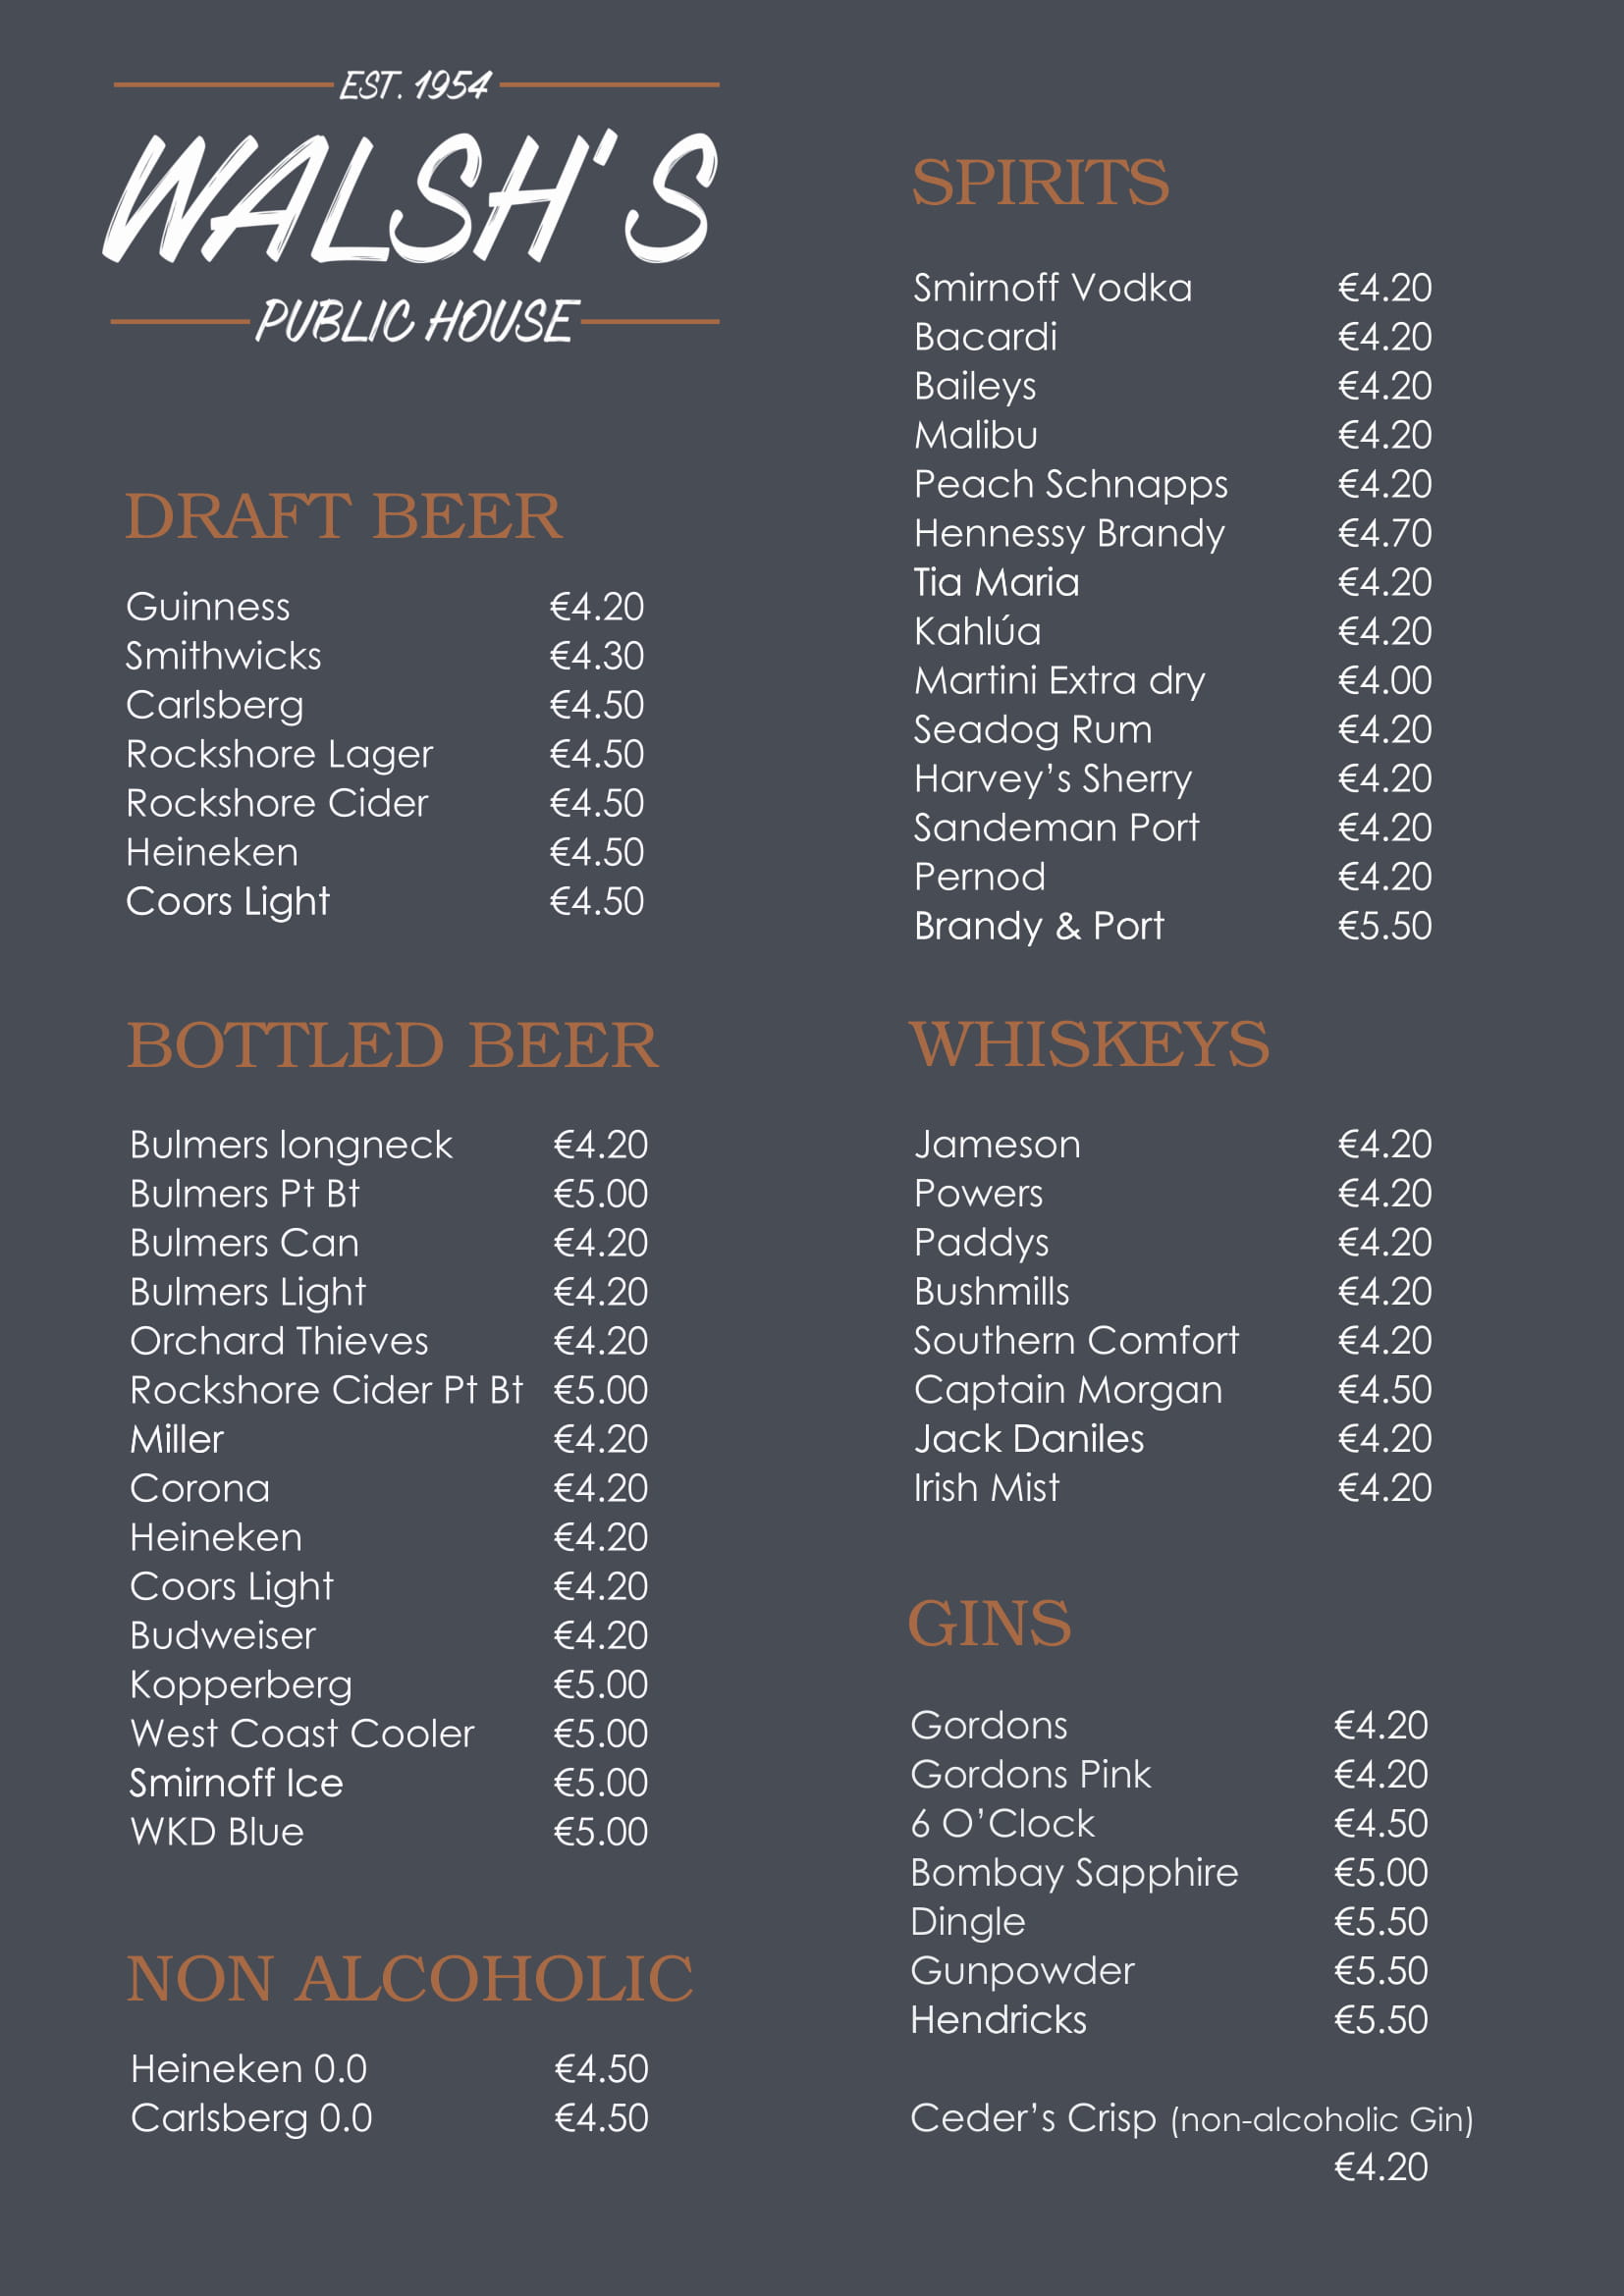 EST. 1954
WALSH'S
PUBLIC HOUSE
DRAFT BEER
Guinness €4.20
Smithwicks €4.30
Carlsberg €4.50
Rockshore Lager €4.50
Rockshore Cider €4.50
Heineken €4.50
Coors Light €4.50
BOTTLED BEER
Bulmers longneck €4.20
Bulmers Pt Bt €5.00
Bulmers Can €4.20
Bulmers Light €4.20
Orchard Thieves €4.20
Rockshore Cider Pt Bt €5.00
Miller €4.20
Corona €4.20
Heineken €4.20
Coors Light €4.20
Budweiser €4.20
Kopperberg €5.00
West Coast Cooler €5.00
Smirnoff Ice €5.00
WKD Blue €5.00
NON ALCOHOLIC
Heineken 0.0 €4.50
Carlsberg 0.0 €4.50
SPIRITS
Smirnoff Vodka €4.20
Bacardi €4.20
Baileys €4.20
Malibu €4.20
Peach Schnapps €4.20
Hennessy Brandy €4.70
Tia Maria €4.20
Kahlúa €4.20
Martini Extra dry €4.00
Seadog Rum €4.20
Harvey’s Sherry €4.20
Sandeman Port €4.20
Pernod €4.20
Brandy & Port €5.50
WHISKEYS
Jameson €4.20
Powers €4.20
Paddys €4.20
Bushmills €4.20
Southern Comfort €4.20
Captain Morgan €4.50
Jack Daniles €4.20
Irish Mist €4.20
GINS
Gordons €4.20
Gordons Pink €4.20
6 O’Clock €4.50
Bombay Sapphire €5.00
Dingle €5.50
Gunpowder €5.50
Hendricks €5.50
Ceder’s Crisp (non-alcoholic Gin)
€4.20